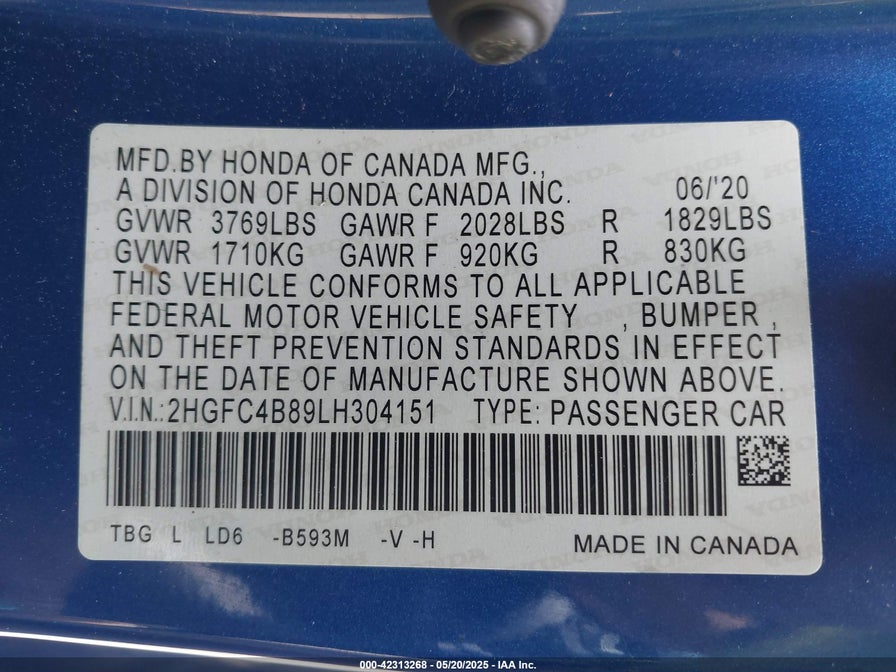 MFD.BY HONDA OF CANADA MFG.,
A DIVISION OF HONDA CANADA INC. 06/'20
GVWR 3769LBS GAWR F 2028LBS R 1829LBS
GVWR 1710KG GAWR F 920KG R 830KG
THIS VEHICLE CONFORMS TO ALL APPLICABLE
FEDERAL MOTOR VEHICLE SAFETY , BUMPER ,
AND THEFT PREVENTION STANDARDS IN EFFECT
ON THE DATE OF MANUFACTURE SHOWN ABOVE.
V.I.N.:2HGFC4B89LH304151 TYPE: PASSENGER CAR
TBG L LD6 -B593M -V -H MADE IN CANADA
000-42313268 - 05/20/2025 - IAA Inc.